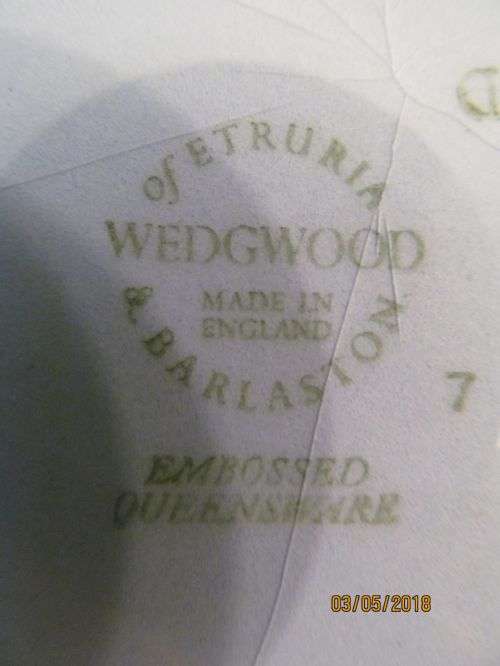 of ETRURIA
WEDGWOOD
MADE IN
ENGLAND
& BARLASTON
7
EMBOSSED
QUEENSWARE
03/05/2018